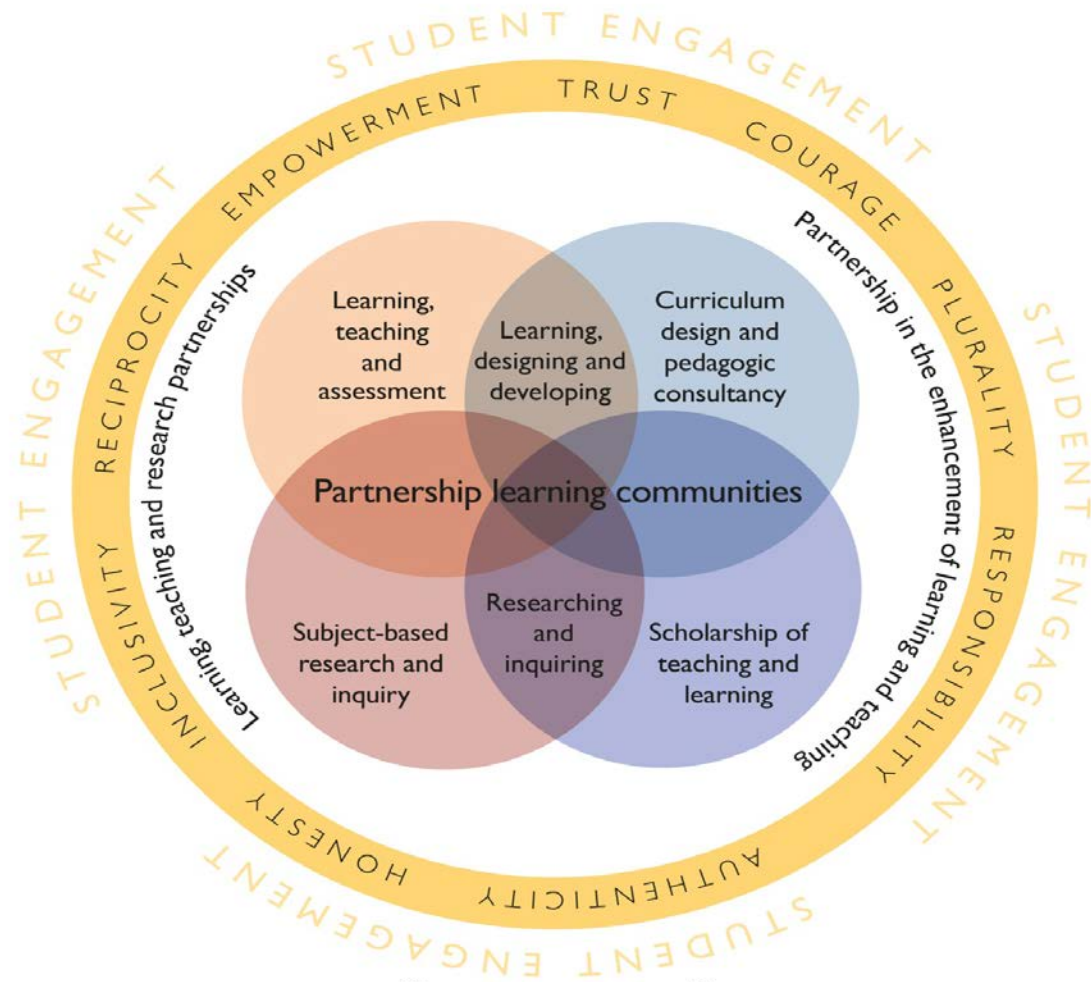 STUDENT ENGAGEMENT
STUDENT ENGAGEMENT
STUDENT ENGAGEMENT
STUDENT ENGAGEMENT
EMPOWERMENT
TRUST
COURAGE
PLURALITY
RESPONSIBILITY
AUTHENTICITY
HONESTY
INCLUSIVITY
RECIPROCITY
Learning, teaching and research partnerships
Partnership in the enhancement of learning and teaching
Learning,
teaching
and
assessment
Learning,
designing and
developing
Curriculum
design and
pedagogic
consultancy
Partnership learning communities
Subject-based
research and
inquiry
Researching
and
inquiring
Scholarship of
teaching and
learning